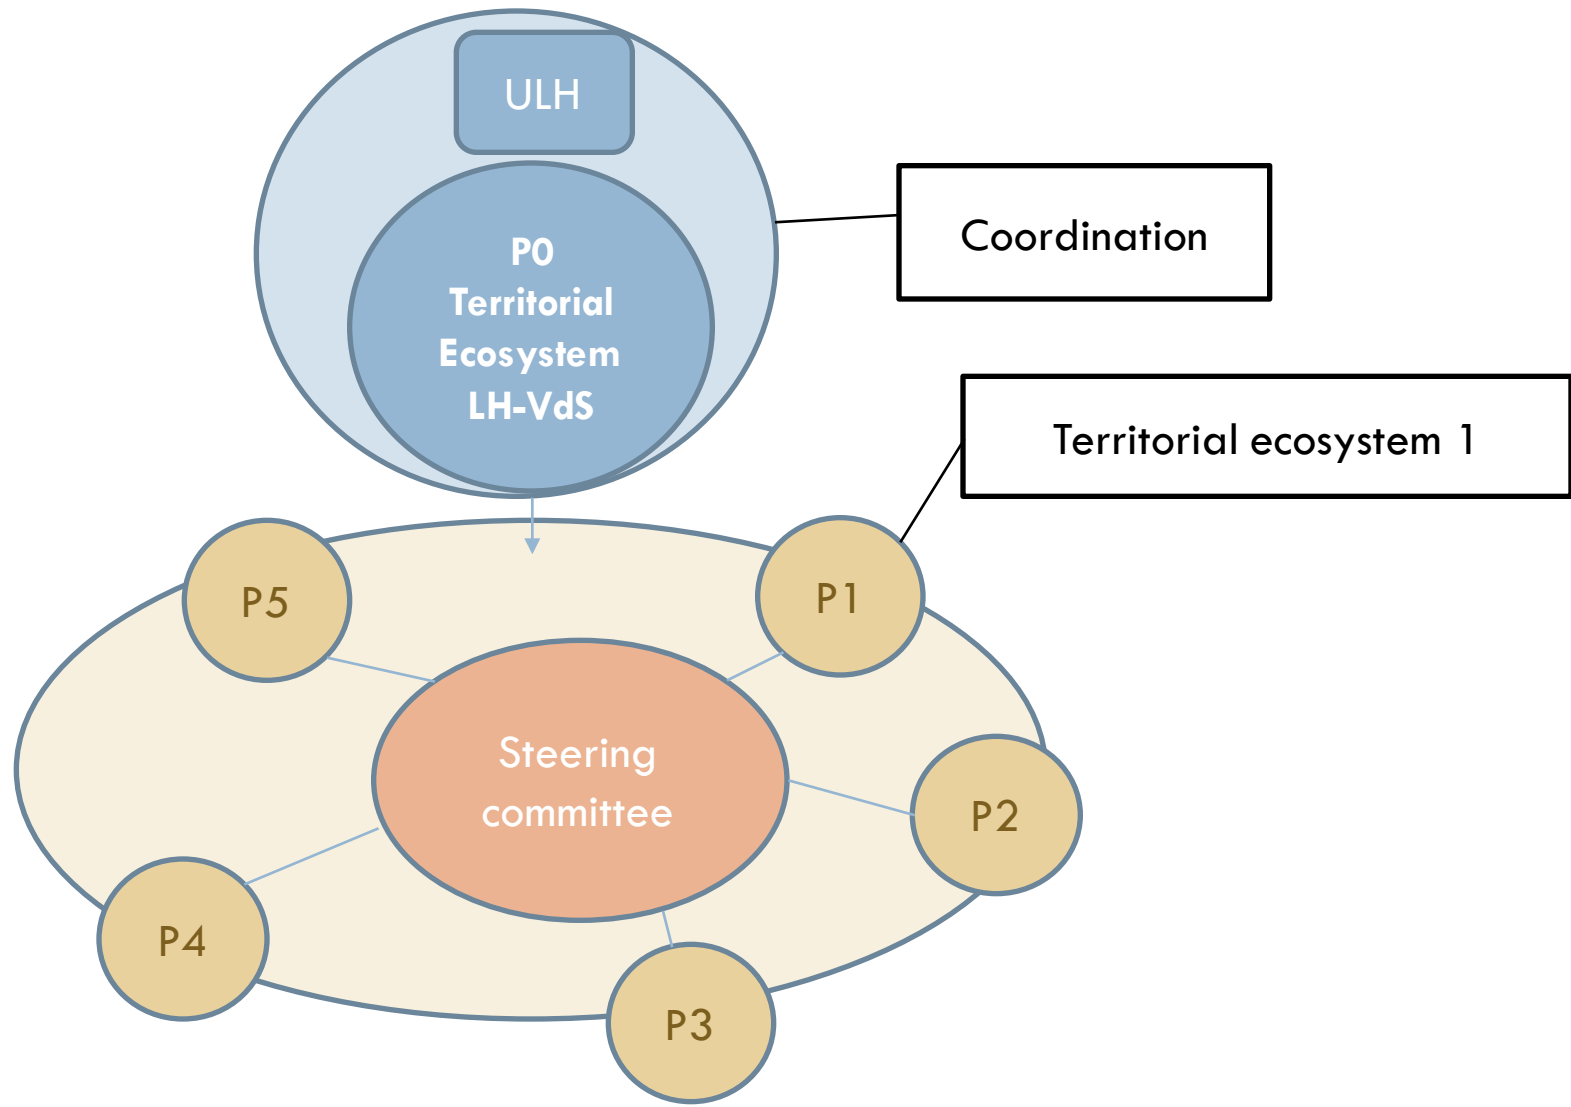 ULH
P0
Territorial
Ecosystem
LH-VdS
Coordination
Territorial ecosystem 1
P5
P1
Steering
committee
P2
P4
P3